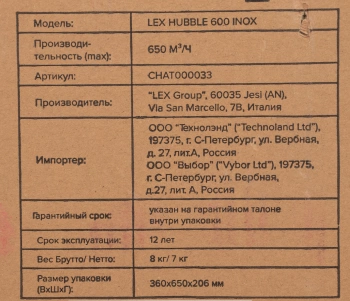 Модель: LEX HUBBLE 600 INOX
Производи-
тельность (max): 650 М³/Ч
Артикул: CHAT000033
Производитель: "LEX Group", 60035 Jesi (AN),
Via San Marcello, 7B, Италия
Импортер: ООО "Технолэнд" ("Technoland Ltd"),
197375, г. С-Петербург, ул. Вербная,
д. 27, лит.А, Россия
ООО "Выбор" ("Vybor Ltd"), 197375,
г. С-Петербург, ул. Вербная,
д.27, лит. А, Россия
Гарантийный срок: указан на гарантийном талоне
внутри упаковки
Срок эксплуатации: 12 лет
Вес Брутто/ Нетто: 8 кг/ 7 кг
Размер упаковки
(ВхШхГ): 360x650x206 мм